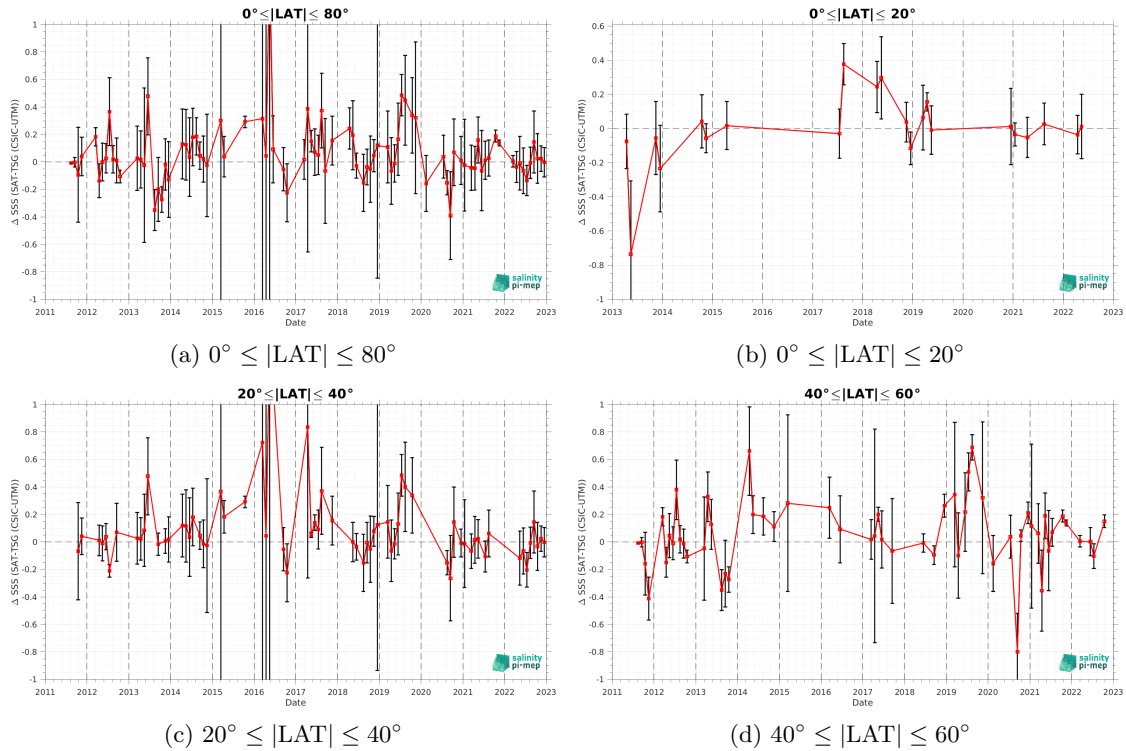 0°≤|LAT|≤ 80°
1
0.8
0.6
0.4
0.2
0
-0.2
-0.4
-0.6
-0.8
-1
Δ SSS (SAT-TSG (CSIC-UTM))
2011 2012 2013 2014 2015 2016 2017 2018 2019 2020 2021 2022 2023
Date
salinity
pi-mep
(a) 0° ≤ |LAT| ≤ 80°
0°≤|LAT|≤ 20°
0.6
0.4
0.2
0
-0.2
-0.4
-0.6
-0.8
-1
Δ SSS (SAT-TSG (CSIC-UTM))
2013 2014 2015 2016 2017 2018 2019 2020 2021 2022 2023
Date
salinity
pi-mep
(b) 0° ≤ |LAT| ≤ 20°
20°≤|LAT|≤ 40°
1
0.8
0.6
0.4
0.2
0
-0.2
-0.4
-0.6
-0.8
-1
Δ SSS (SAT-TSG (CSIC-UTM))
2011 2012 2013 2014 2015 2016 2017 2018 2019 2020 2021 2022 2023
Date
salinity
pi-mep
(c) 20° ≤ |LAT| ≤ 40°
40°≤|LAT|≤ 60°
1
0.8
0.6
0.4
0.2
0
-0.2
-0.4
-0.6
-0.8
-1
Δ SSS (SAT-TSG (CSIC-UTM))
2011 2012 2013 2014 2015 2016 2017 2018 2019 2020 2021 2022 2023
Date
salinity
pi-mep
(d) 40° ≤ |LAT| ≤ 60°